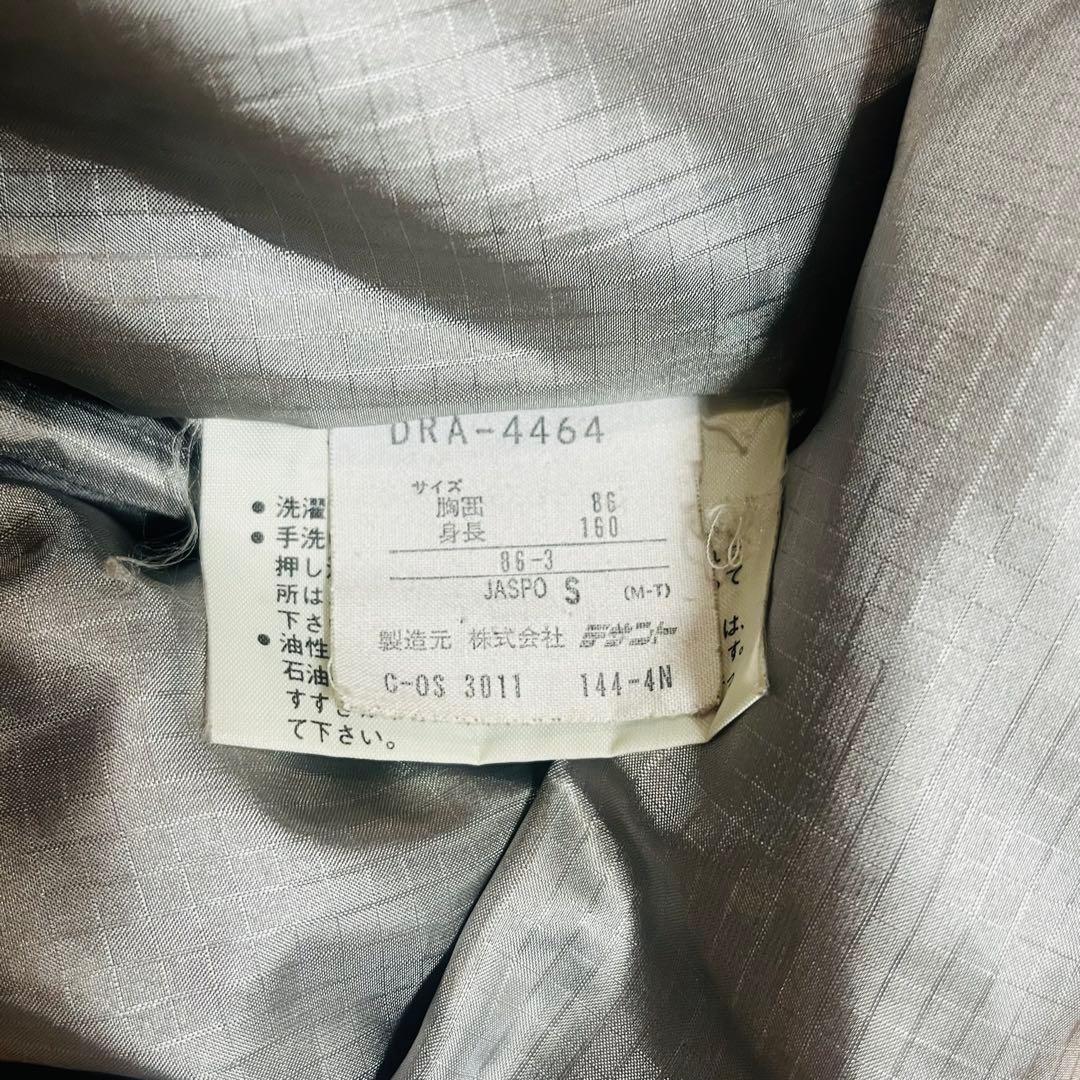 DRA-4464
サイズ
胸囲 86
身長 160
86-3
JASPO S (M-T)
製造元 株式会社 デサント
C-OS 3011 144-4N
● 洗濯
● 手洗
押し
所は
下さ
● 油性
石油
すすぎ
て下さい。
て
は、
す。